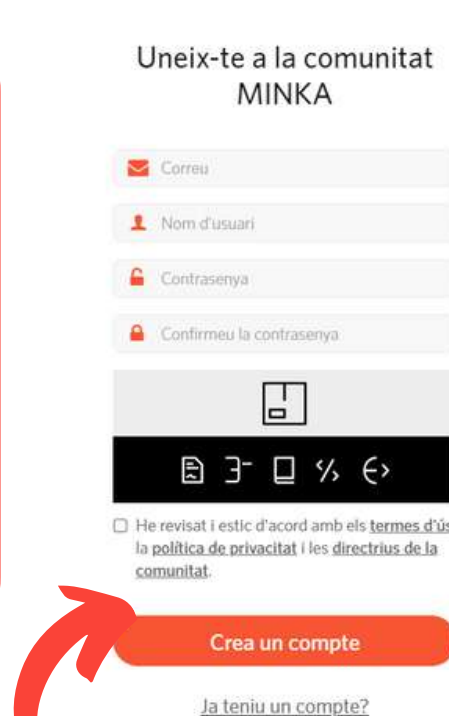 Uneix-te a la comunitat
MINKA
Correu
Nom d'usuari
Contrasenya
Confirmeu la contrasenya
He revisat i estic d'acord amb els termes d'ús
la política de privacitat i les directrius de la
comunitat.
Crea un compte
Ja teniu un compte?